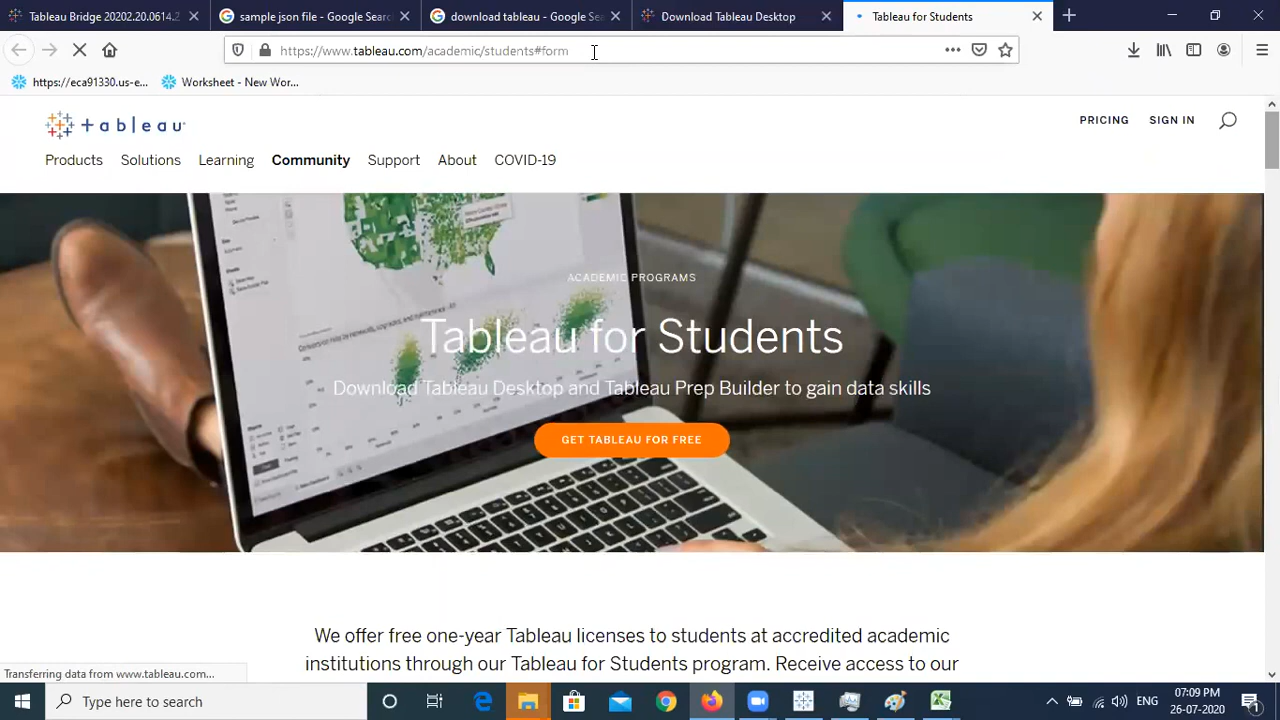 Tableau Bridge 20202.20.0614.2
sample json file - Google Searc
download tableau - Google Sea
Download Tableau Desktop
Tableau for Students
https://www.tableau.com/academic/students#form
https://eca91330.us-e...
Worksheet - New Wor...
+ a b l e a u
PRICING
SIGN IN
Products
Solutions
Learning
Community
Support
About
COVID-19
ACADEMIC PROGRAMS
Tableau for Students
Download Tableau Desktop and Tableau Prep Builder to gain data skills
GET TABLEAU FOR FREE
We offer free one-year Tableau licenses to students at accredited academic
institutions through our Tableau for Students program. Receive access to our
Transferring data from www.tableau.com...
Type here to search
ENG
07:09 PM
26-07-2020